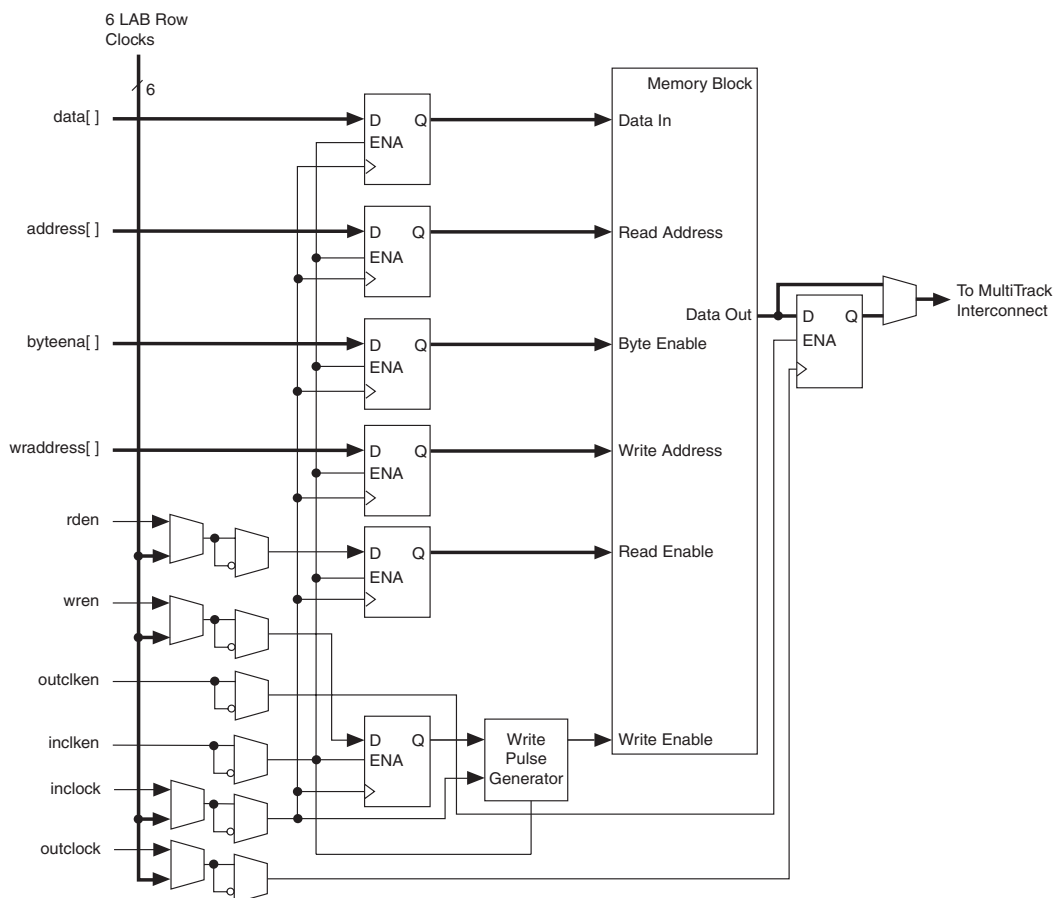 6 LAB Row
Clocks
6
Memory Block
data[ ]
D Q
ENA
Data In
address[ ]
D Q
ENA
Read Address
To MultiTrack
Interconnect
Data Out
D Q
ENA
byteena[ ]
D Q
ENA
Byte Enable
wraddress[ ]
D Q
ENA
Write Address
rden
D Q
ENA
Read Enable
wren
outclken
inclken
D Q
ENA
Write
Pulse
Generator
Write Enable
inclock
outclock